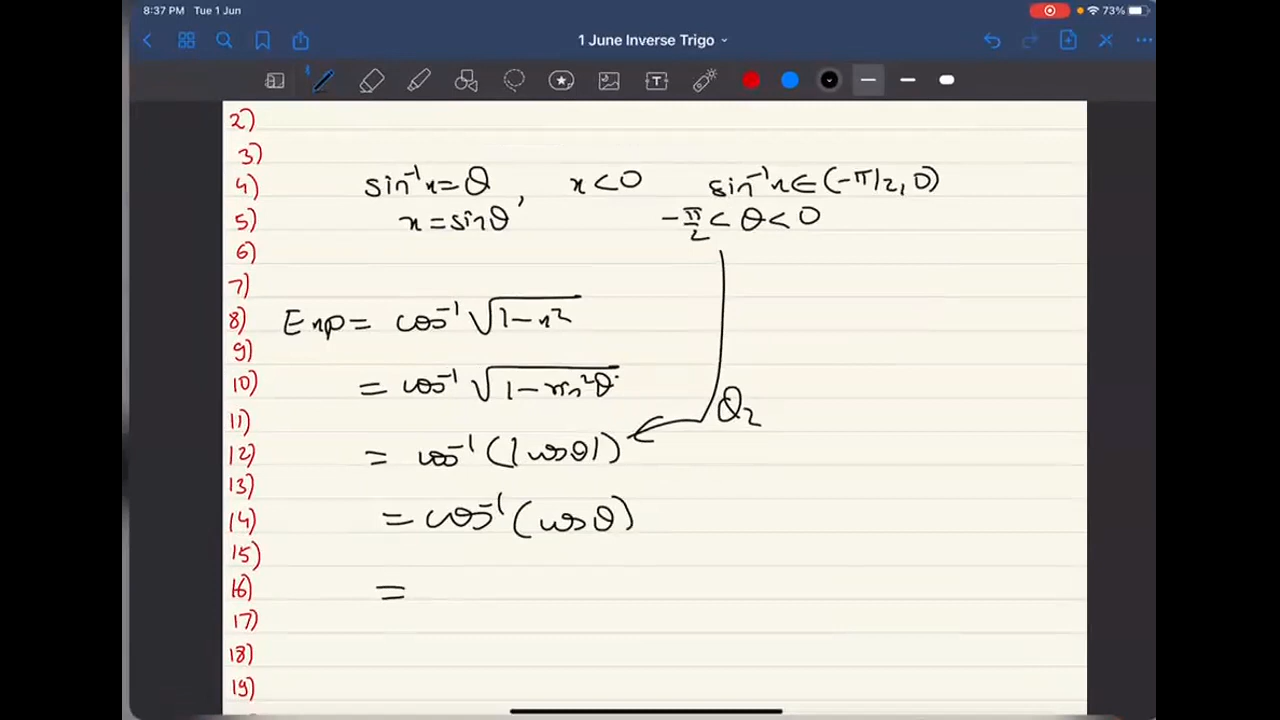 8:37 PM Tue 1 Jun
73%
1 June Inverse Trigo
2)
3)
4) sin⁻¹x = θ, x < 0 sin⁻¹x ∈ (-π/2, 0)
5) x = sinθ -π/2 < θ < 0
6)
7)
8) Exp = cos⁻¹ √(1-x²)
9)
10) = cos⁻¹ √(1-sin²θ)
11) Q₂
12) = cos⁻¹ (|cosθ|)
13)
14) = cos⁻¹ (cosθ)
15)
16) =
17)
18)
19)